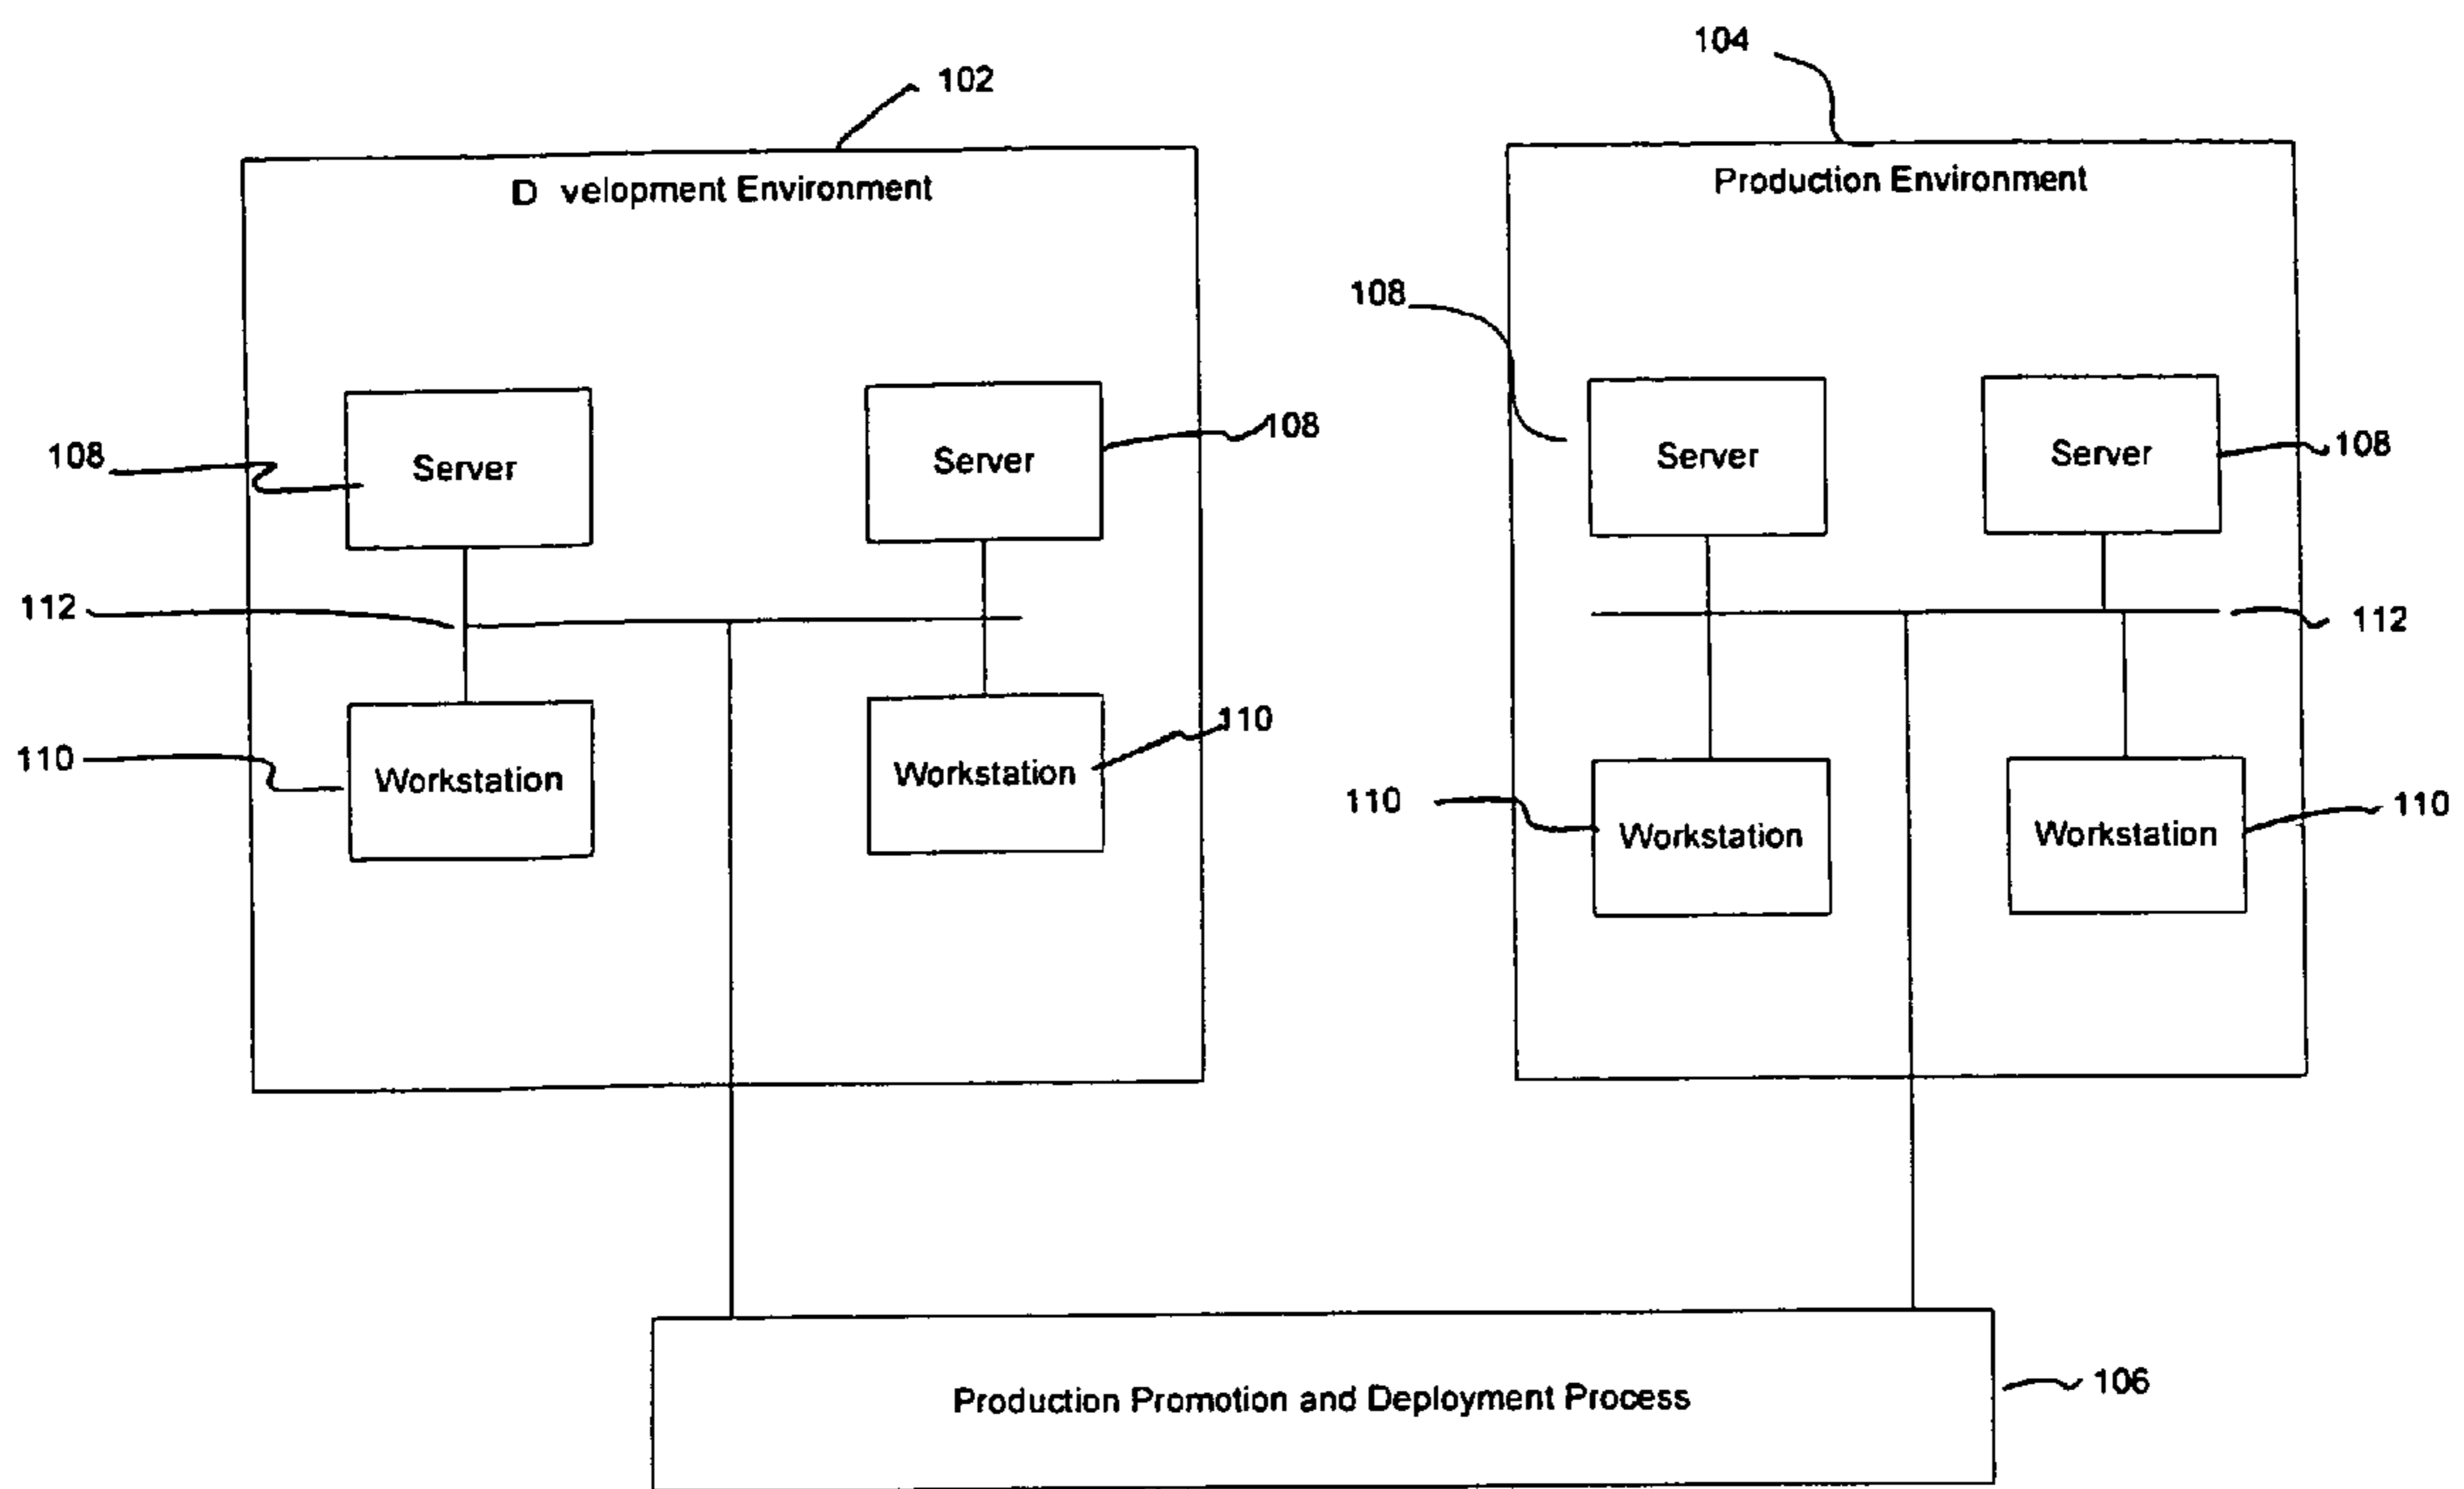 104
102
D velopment Environment
Production Environment
108
108
Server
Server
108
Server
Server
108
112
112
110
Workstation
Workstation
110
110
Workstation
Workstation
110
Production Promotion and Deployment Process
106